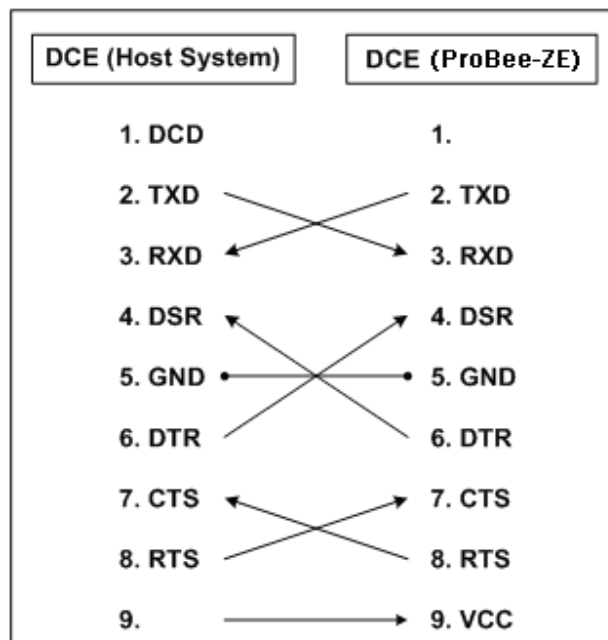 DCE (Host System) DCE (ProBee-ZE)
1. DCD 1.
2. TXD 2. TXD
3. RXD 3. RXD
4. DSR 4. DSR
5. GND 5. GND
6. DTR 6. DTR
7. CTS 7. CTS
8. RTS 8. RTS
9. 9. VCC